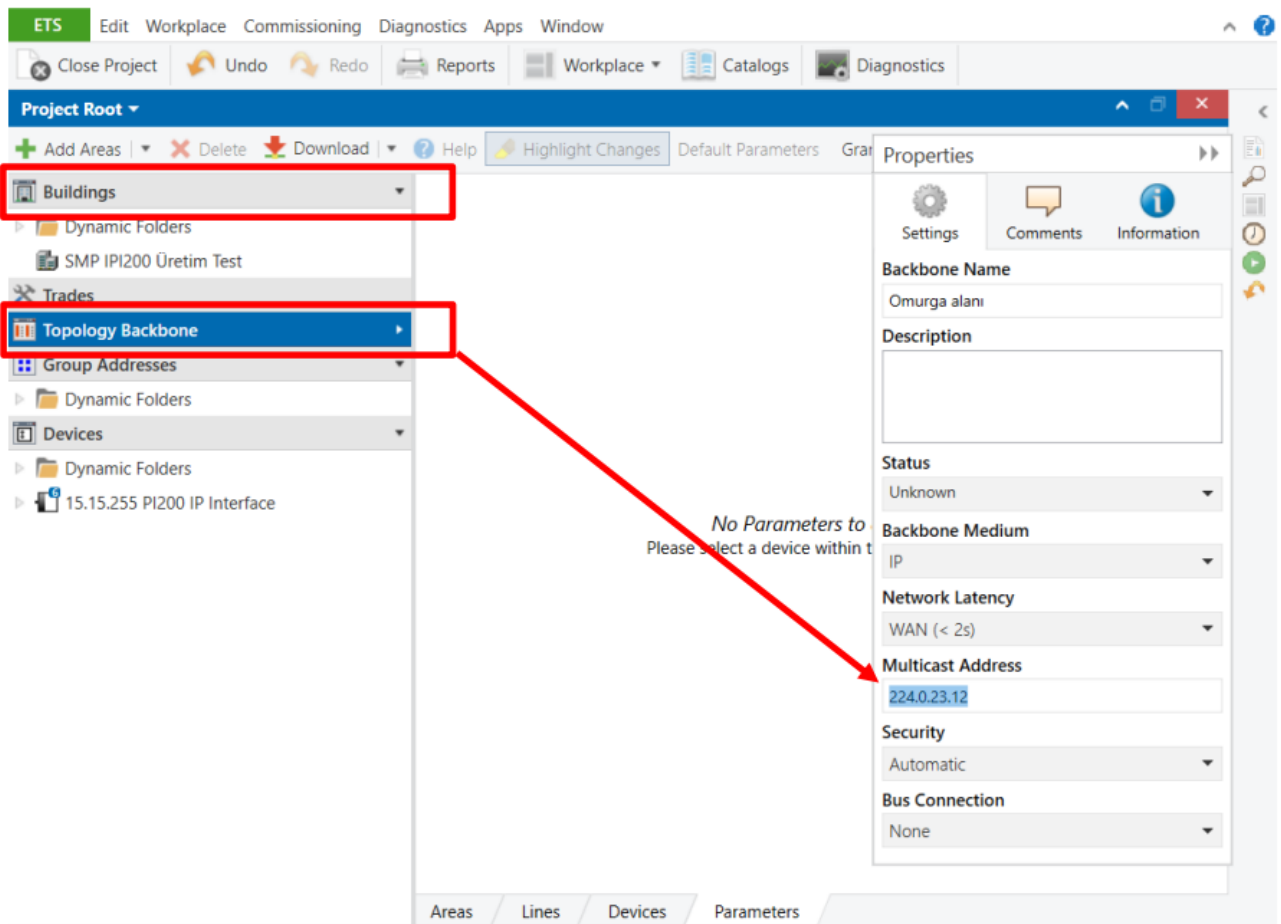 ETS Edit Workplace Commissioning Diagnostics Apps Window
Close Project Undo Redo Reports Workplace Catalogs Diagnostics
Project Root
Add Areas Delete Download Help Highlight Changes Default Parameters
Buildings
Dynamic Folders
SMP IPI200 Üretim Test
Trades
Topology Backbone
Group Addresses
Dynamic Folders
Devices
Dynamic Folders
6
15.15.255 PI200 IP Interface
No Parameters to
Please select a device within t
Properties
Settings Comments Information
Backbone Name
Omurga alanı
Description
Status
Unknown
Backbone Medium
IP
Network Latency
WAN (< 2s)
Multicast Address
224.0.23.12
Security
Automatic
Bus Connection
None
Areas Lines Devices Parameters